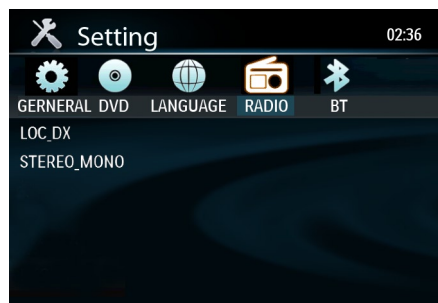 Setting 02:36
GERNERAL DVD LANGUAGE RADIO BT
LOC_DX
STEREO_MONO